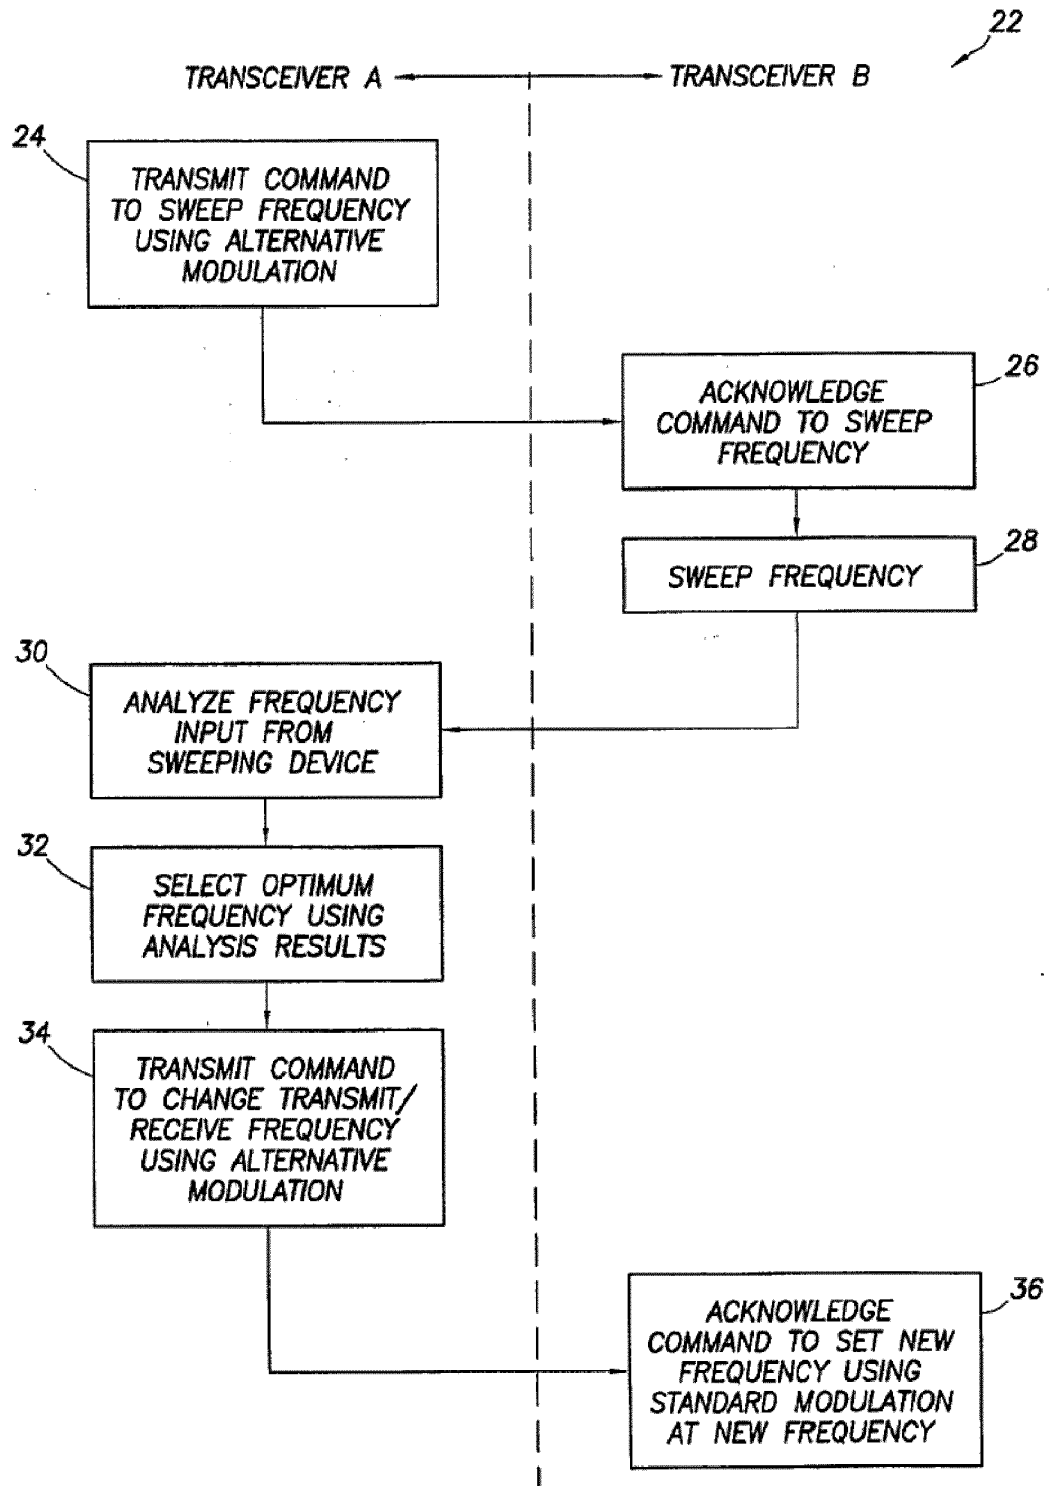 22
TRANSCEIVER A
TRANSCEIVER B
24
TRANSMIT COMMAND
TO SWEEP FREQUENCY
USING ALTERNATIVE
MODULATION
26
ACKNOWLEDGE
COMMAND TO SWEEP
FREQUENCY
28
SWEEP FREQUENCY
30
ANALYZE FREQUENCY
INPUT FROM
SWEEPING DEVICE
32
SELECT OPTIMUM
FREQUENCY USING
ANALYSIS RESULTS
34
TRANSMIT COMMAND
TO CHANGE TRANSMIT/
RECEIVE FREQUENCY
USING ALTERNATIVE
MODULATION
36
ACKNOWLEDGE
COMMAND TO SET NEW
FREQUENCY USING
STANDARD MODULATION
AT NEW FREQUENCY